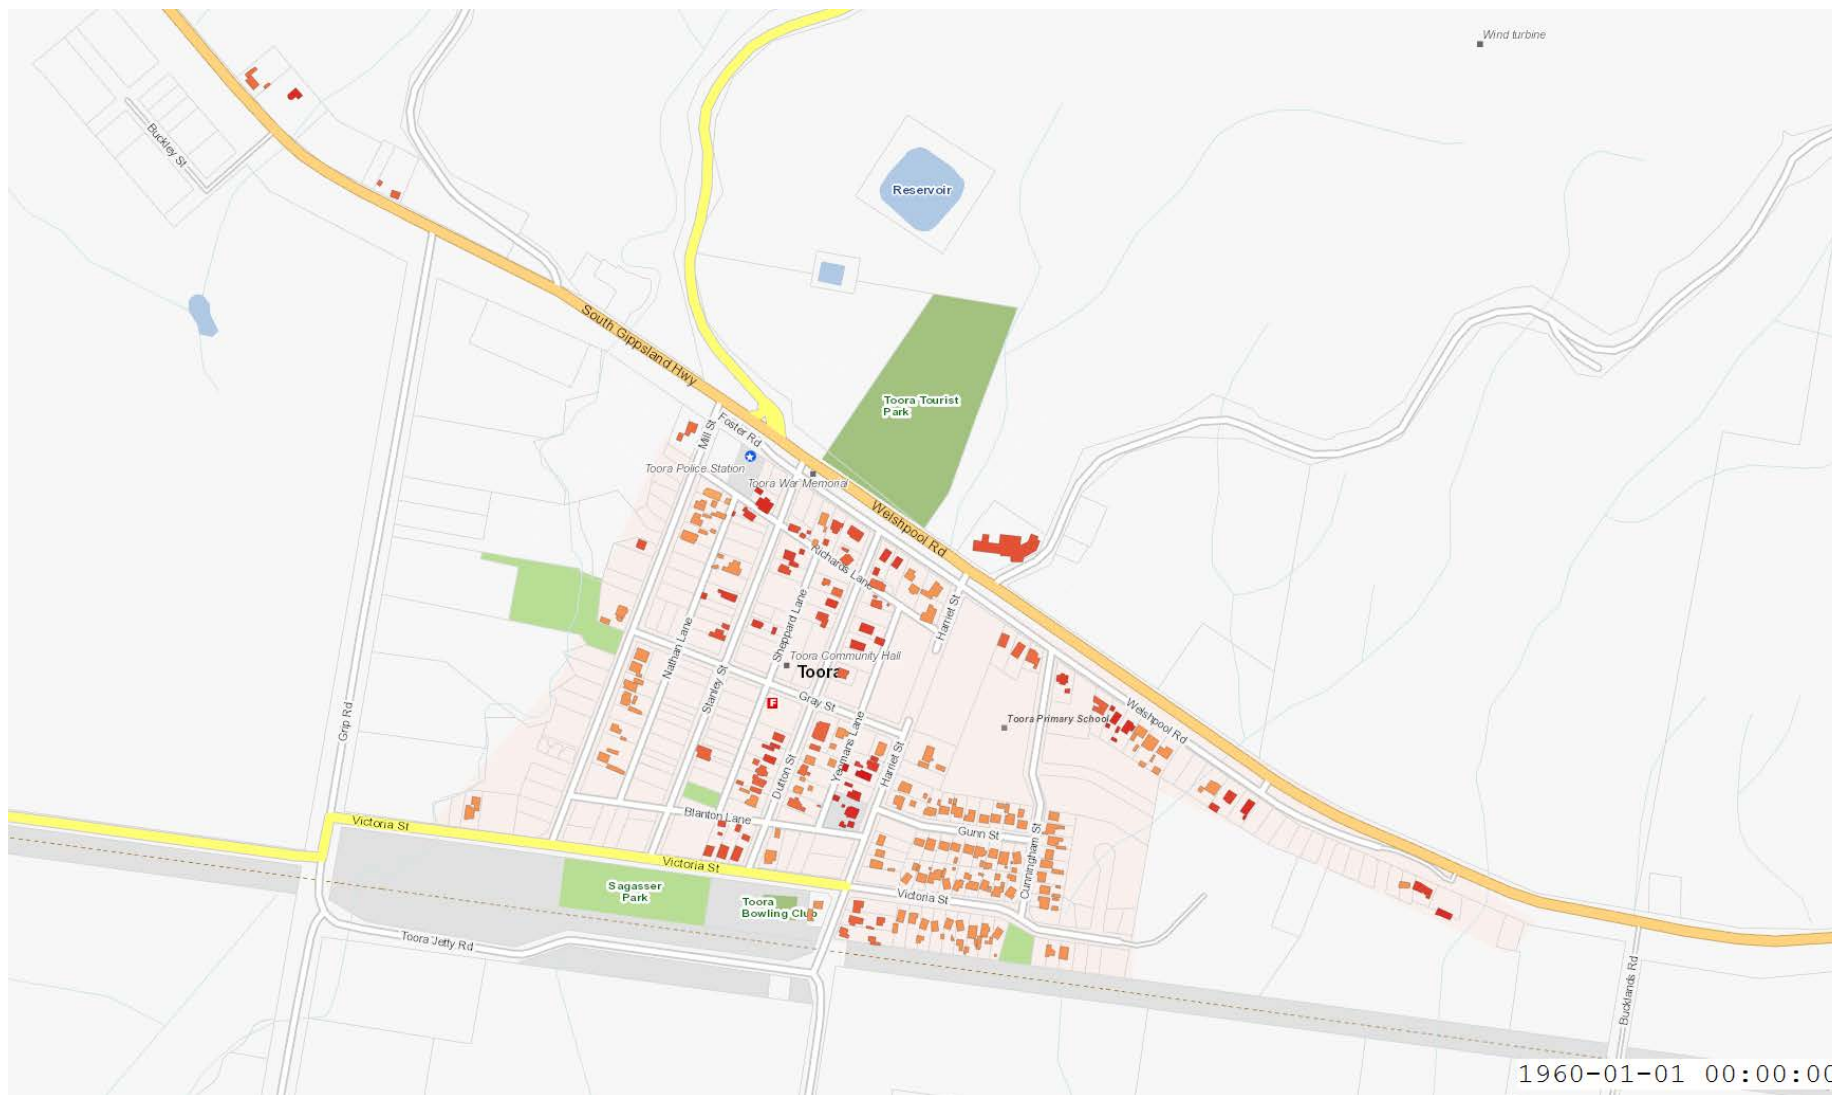 Wind turbine
Buckley St
Reservoir
South Gippsland Hwy
Toora Tourist
Park
Mill St
Foster Rd
Toora Police Station
Toora War Memorial
Welshpool Rd
Richards Lane
Harriet St
Sheppard Lane
Nathan Lane
Toora Community Hall
Toora
Stanley St
Gray St
F
Grip Rd
Toora Primary School
Welshpool Rd
Yeomans Lane
Harriet St
Dutton St
Blanton Lane
Victoria St
Gunn St
Cunningham St
Victoria St
Sagasser
Park
Toora
Bowling Club
Victoria St
Toora Jetty Rd
Bucklands Rd
1960-01-01 00:00:00